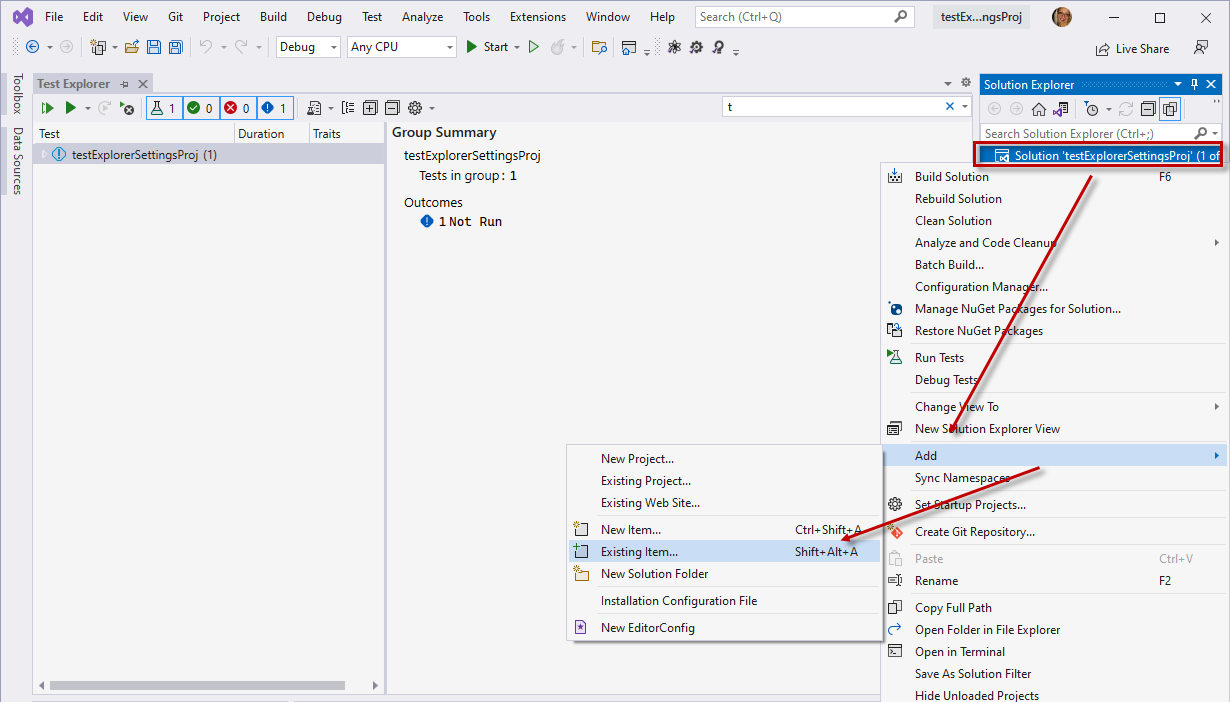 File Edit View Git Project Build Debug Test Analyze Tools Extensions Window Help Search (Ctrl+Q) testEx...ngsProj
Debug Any CPU Start Live Share
Toolbox
Data Sources
Test Explorer
1 0 0 1 t
Test Duration Traits
testExplorerSettingsProj (1)
Group Summary
testExplorerSettingsProj
Tests in group: 1
Outcomes
1 Not Run
Solution Explorer
Search Solution Explorer (Ctrl+;)
Solution 'testExplorerSettingsProj' (1 of
Build Solution F6
Rebuild Solution
Clean Solution
Analyze and Code Cleanup
Batch Build...
Configuration Manager...
Manage NuGet Packages for Solution...
Restore NuGet Packages
Run Tests
Debug Tests
Change View To
New Solution Explorer View
Add
Sync Namespaces
Set Startup Projects...
Create Git Repository...
Paste Ctrl+V
Rename F2
Copy Full Path
Open Folder in File Explorer
Open in Terminal
Save As Solution Filter
Hide Unloaded Projects
New Project...
Existing Project...
Existing Web Site...
New Item... Ctrl+Shift+A
Existing Item... Shift+Alt+A
New Solution Folder
Installation Configuration File
New EditorConfig